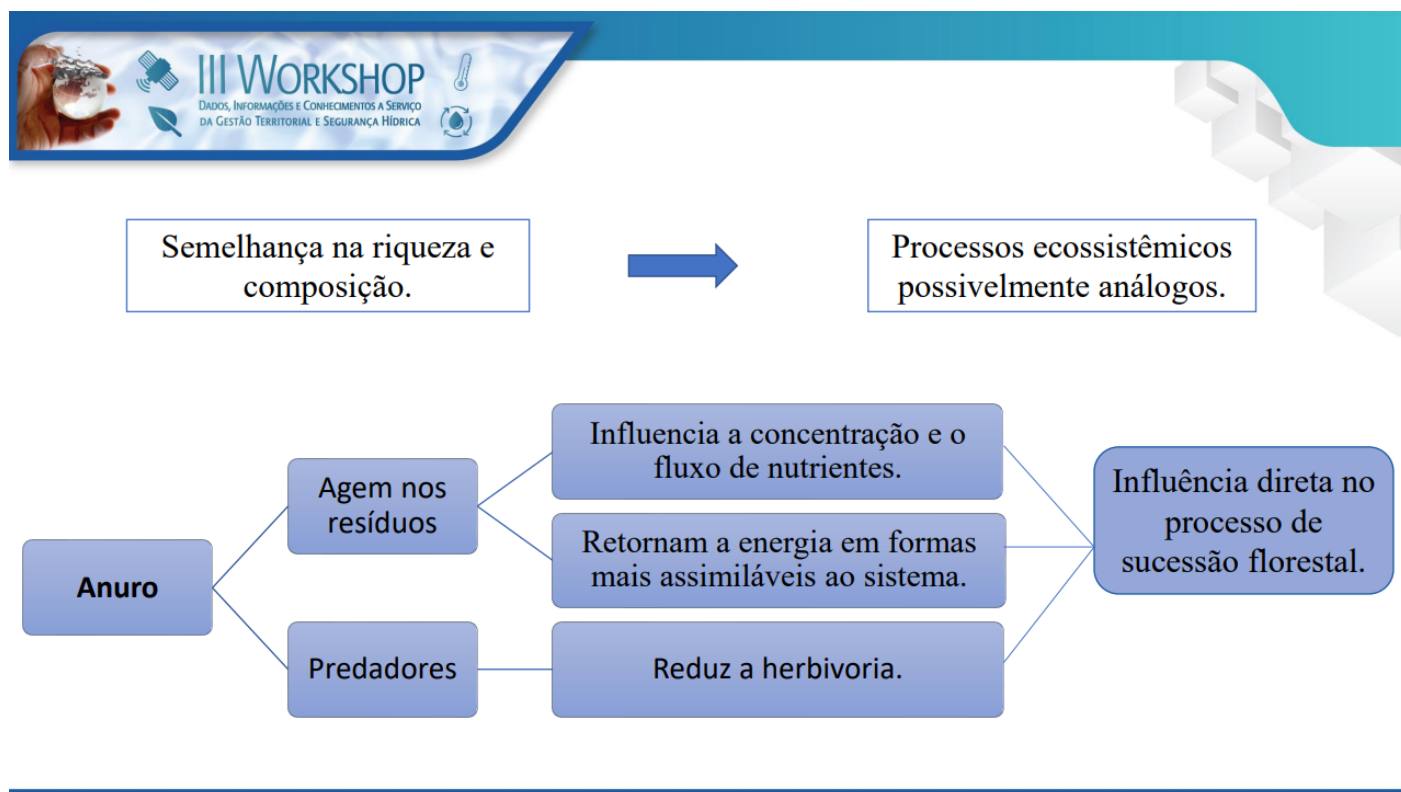 III WORKSHOP
DADOS, INFORMAÇÕES E CONHECIMENTOS A SERVIÇO
DA GESTÃO TERRITORIAL E SEGURANÇA HÍDRICA
Semelhança na riqueza e
composição.
Processos ecossistêmicos
possivelmente análogos.
Anuro
Agem nos
resíduos
Predadores
Influencia a concentração e o
fluxo de nutrientes.
Retornam a energia em formas
mais assimiláveis ao sistema.
Reduz a herbivoria.
Influência direta no
processo de
sucessão florestal.